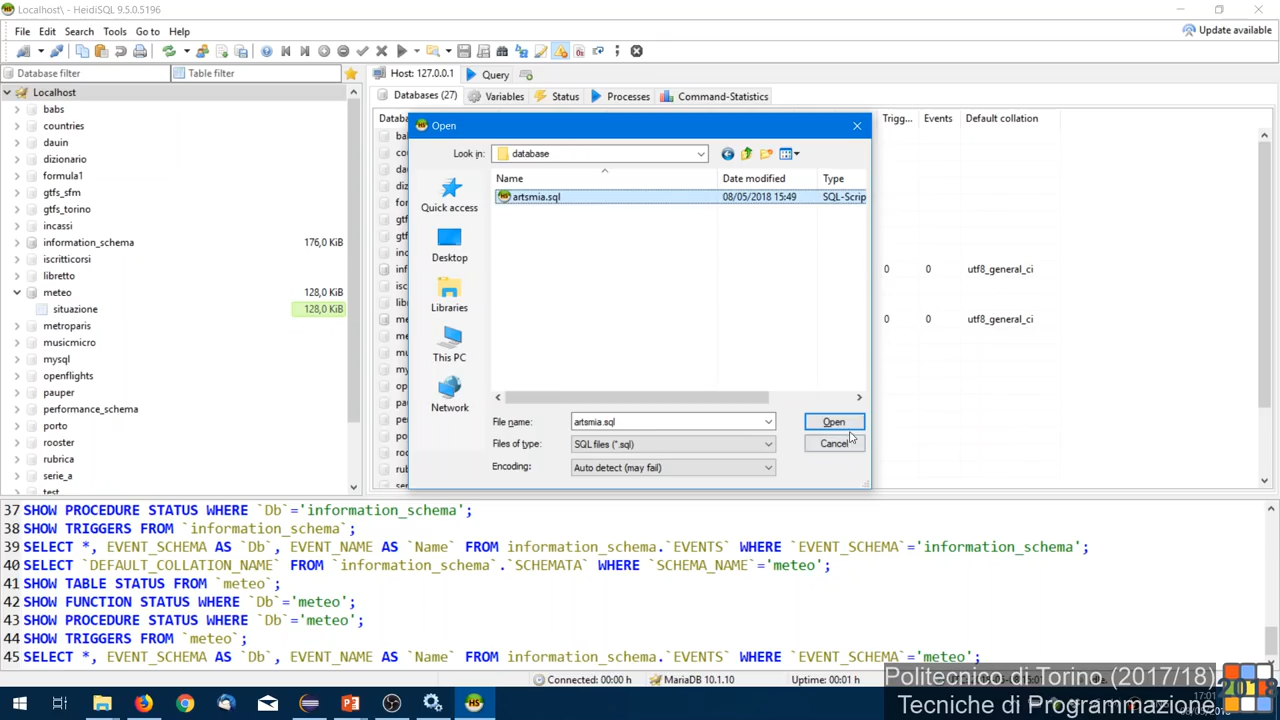 Localhost\ - HeidiSQL 9.5.0.5196
File Edit Search Tools Go to Help
Update available
Database filter
Table filter
Host: 127.0.0.1
Query
Databases (27)
Variables
Status
Processes
Command-Statistics
Localhost
babs
countries
dauin
dizionario
formula1
gtfs_sfm
gtfs_torino
incassi
information_schema 176,0 KiB
iscritticorsi
libretto
meteo 128,0 KiB
situazione 128,0 KiB
metroparis
musicmicro
mysql
openflights
pauper
performance_schema
porto
rooster
rubrica
serie_a
test
Trigg... Events Default collation
0 0 utf8_general_ci
0 0 utf8_general_ci
Open
Look in: database
Name Date modified Type
artsmia.sql 08/05/2018 15:49 SQL-Scrip
Quick access
Desktop
Libraries
This PC
Network
File name: artsmia.sql Open
Files of type: SQL files (*.sql) Cancel
Encoding: Auto detect (may fail)
37 SHOW PROCEDURE STATUS WHERE `Db`='information_schema';
38 SHOW TRIGGERS FROM `information_schema`;
39 SELECT *, EVENT_SCHEMA AS `Db`, EVENT_NAME AS `Name` FROM information_schema.`EVENTS` WHERE `EVENT_SCHEMA`='information_schema';
40 SELECT `DEFAULT_COLLATION_NAME` FROM `information_schema`.`SCHEMATA` WHERE `SCHEMA_NAME`='meteo';
41 SHOW TABLE STATUS FROM `meteo`;
42 SHOW FUNCTION STATUS WHERE `Db`='meteo';
43 SHOW PROCEDURE STATUS WHERE `Db`='meteo';
44 SHOW TRIGGERS FROM `meteo`;
45 SELECT *, EVENT_SCHEMA AS `Db`, EVENT_NAME AS `Name` FROM information_schema.`EVENTS` WHERE `EVENT_SCHEMA`='meteo';
Connected: 00:00 h
MariaDB 10.1.10
Uptime: 00:01 h
Politecnico di Torino (2017/18)
Tecniche di Programmazione
2018
17:01